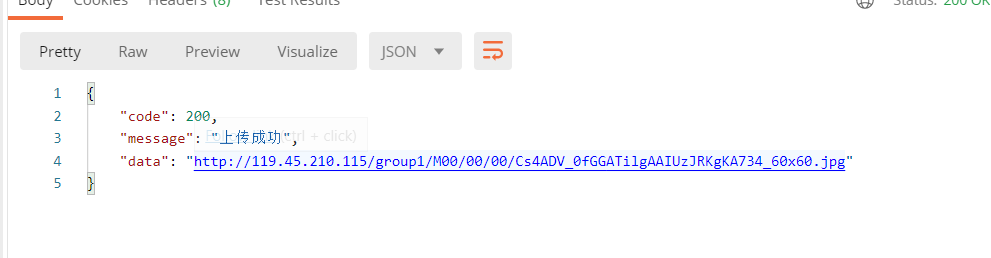 Body Cookies Headers (8) Test Results Status: 200 OK
Pretty Raw Preview Visualize JSON
1 {
2 "code": 200,
3 "message": "上传成功", (ctrl + click)
4 "data": "http://119.45.210.115/group1/M00/00/00/Cs4ADV_0fGGATilgAAIUzJRKgKA734_60x60.jpg"
5 }